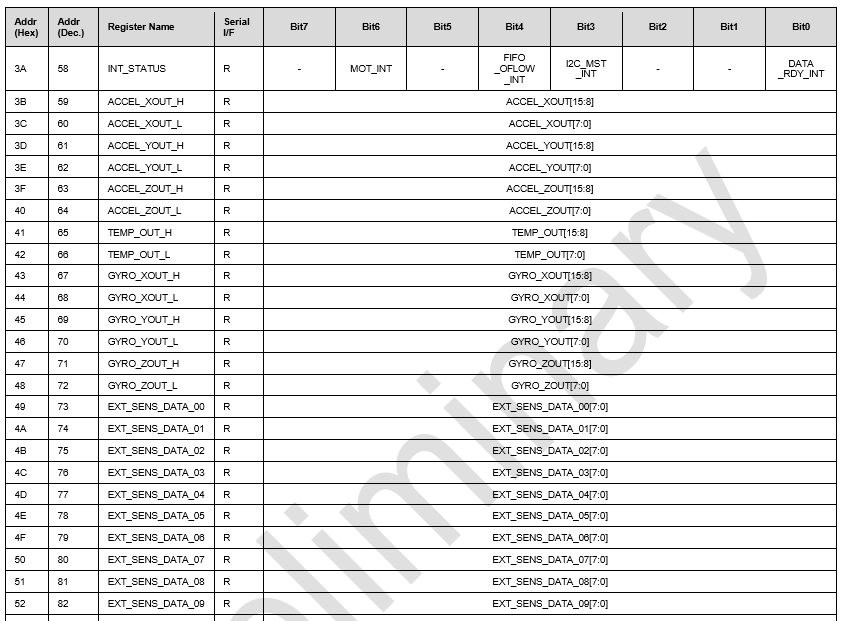 Addr (Hex) Addr (Dec.) Register Name Serial I/F Bit7 Bit6 Bit5 Bit4 Bit3 Bit2 Bit1 Bit0
3A 58 INT_STATUS R - MOT_INT - FIFO _OFLOW _INT I2C_MST _INT - - DATA _RDY_INT
3B 59 ACCEL_XOUT_H R ACCEL_XOUT[15:8]
3C 60 ACCEL_XOUT_L R ACCEL_XOUT[7:0]
3D 61 ACCEL_YOUT_H R ACCEL_YOUT[15:8]
3E 62 ACCEL_YOUT_L R ACCEL_YOUT[7:0]
3F 63 ACCEL_ZOUT_H R ACCEL_ZOUT[15:8]
40 64 ACCEL_ZOUT_L R ACCEL_ZOUT[7:0]
41 65 TEMP_OUT_H R TEMP_OUT[15:8]
42 66 TEMP_OUT_L R TEMP_OUT[7:0]
43 67 GYRO_XOUT_H R GYRO_XOUT[15:8]
44 68 GYRO_XOUT_L R GYRO_XOUT[7:0]
45 69 GYRO_YOUT_H R GYRO_YOUT[15:8]
46 70 GYRO_YOUT_L R GYRO_YOUT[7:0]
47 71 GYRO_ZOUT_H R GYRO_ZOUT[15:8]
48 72 GYRO_ZOUT_L R GYRO_ZOUT[7:0]
49 73 EXT_SENS_DATA_00 R EXT_SENS_DATA_00[7:0]
4A 74 EXT_SENS_DATA_01 R EXT_SENS_DATA_01[7:0]
4B 75 EXT_SENS_DATA_02 R EXT_SENS_DATA_02[7:0]
4C 76 EXT_SENS_DATA_03 R EXT_SENS_DATA_03[7:0]
4D 77 EXT_SENS_DATA_04 R EXT_SENS_DATA_04[7:0]
4E 78 EXT_SENS_DATA_05 R EXT_SENS_DATA_05[7:0]
4F 79 EXT_SENS_DATA_06 R EXT_SENS_DATA_06[7:0]
50 80 EXT_SENS_DATA_07 R EXT_SENS_DATA_07[7:0]
51 81 EXT_SENS_DATA_08 R EXT_SENS_DATA_08[7:0]
52 82 EXT_SENS_DATA_09 R EXT_SENS_DATA_09[7:0]